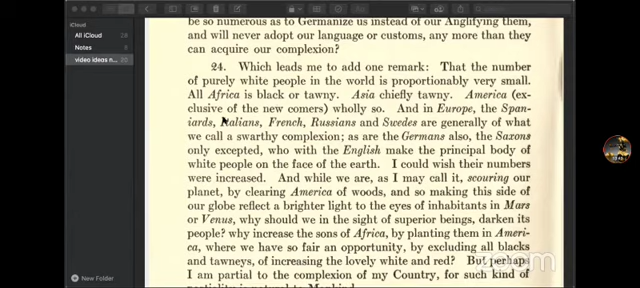 iCloud
All iCloud
Notes
video ideas n...
New Folder
be so numerous as to Germanize us instead of our Anglifying them,
and will never adopt our language or customs, any more than they
can acquire our complexion?
24. Which leads me to add one remark: That the number
of purely white people in the world is proportionably very small.
All Africa is black or tawny. Asia chiefly tawny. America (ex-
clusive of the new comers) wholly so. And in Europe, the Span-
iards, Italians, French, Russians and Swedes are generally of what
we call a swarthy complexion; as are the Germans also, the Saxons
only excepted, who with the English make the principal body of
white people on the face of the earth. I could wish their numbers
were increased. And while we are, as I may call it, scouring our
planet, by clearing America of woods, and so making this side of
our globe reflect a brighter light to the eyes of inhabitants in Mars
or Venus, why should we in the sight of superior beings, darken its
people? why increase the sons of Africa, by planting them in Ameri-
ca, where we have so fair an opportunity, by excluding all blacks
and tawneys, of increasing the lovely white and red? But perhaps
I am partial to the complexion of my Country, for such kind of
partiality is natural to Mankind.
zoom